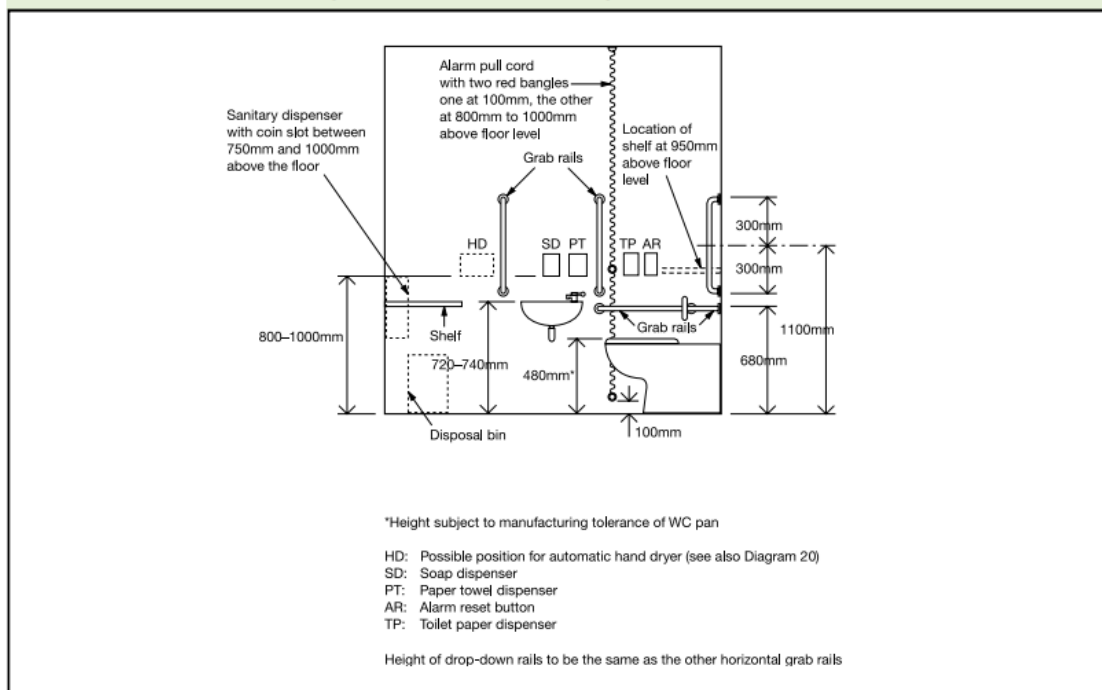 Alarm pull cord
with two red bangles
one at 100mm, the other
at 800mm to 1000mm
above floor level
Sanitary dispenser
with coin slot between
750mm and 1000mm
above the floor
Location of
shelf at 950mm
above floor
level
Grab rails
300mm
HD
SD
PT
TP
AR
300mm
800–1000mm
Shelf
Grab rails
1100mm
720–740mm
480mm*
680mm
Disposal bin
100mm
*Height subject to manufacturing tolerance of WC pan
HD: Possible position for automatic hand dryer (see also Diagram 20)
SD: Soap dispenser
PT: Paper towel dispenser
AR: Alarm reset button
TP: Toilet paper dispenser
Height of drop-down rails to be the same as the other horizontal grab rails